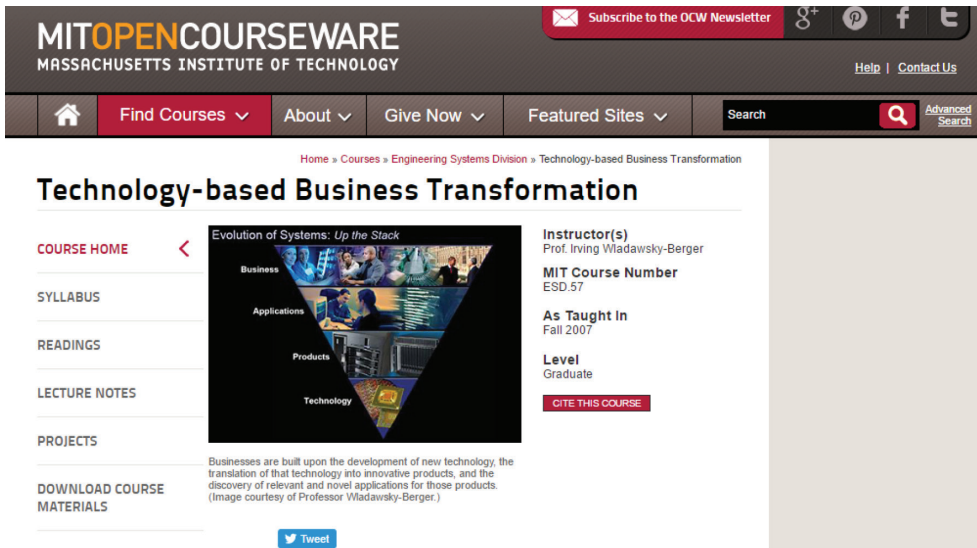 Subscribe to the OCW Newsletter
MITOPENCOURSEWARE
MASSACHUSETTS INSTITUTE OF TECHNOLOGY
Help | Contact Us
Find Courses
About
Give Now
Featured Sites
Search
Advanced Search
Home » Courses » Engineering Systems Division » Technology-based Business Transformation
Technology-based Business Transformation
COURSE HOME
SYLLABUS
READINGS
LECTURE NOTES
PROJECTS
DOWNLOAD COURSE
MATERIALS
Evolution of Systems: Up the Stack
Business
Applications
Products
Technology
Businesses are built upon the development of new technology, the
translation of that technology into innovative products, and the
discovery of relevant and novel applications for those products.
(Image courtesy of Professor Wladawsky-Berger.)
Tweet
Instructor(s)
Prof. Irving Wladawsky-Berger
MIT Course Number
ESD.57
As Taught In
Fall 2007
Level
Graduate
CITE THIS COURSE